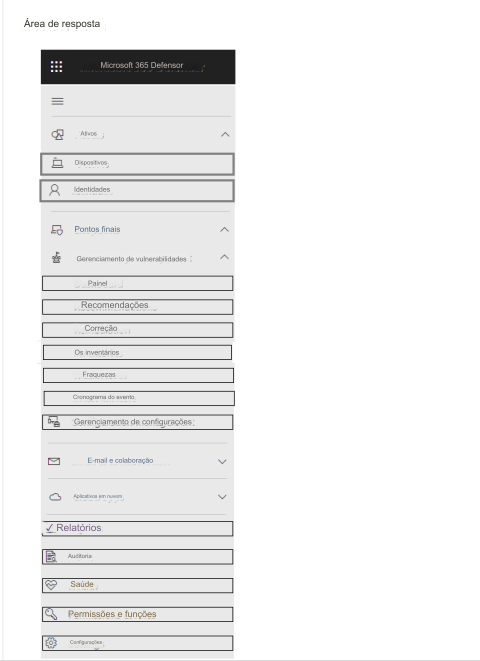 Área de resposta
Microsoft 365 Defensor
Ativos
Dispositivos
Identidades
Pontos finais
Gerenciamento de vulnerabilidades
Painel
Recomendações
Correção
Os inventários
Fraquezas
Cronograma do evento
Gerenciamento de configurações
E-mail e colaboração
Aplicativos em nuvem
✓ Relatórios
Auditoria
Saúde
Permissões e funções
Configurações